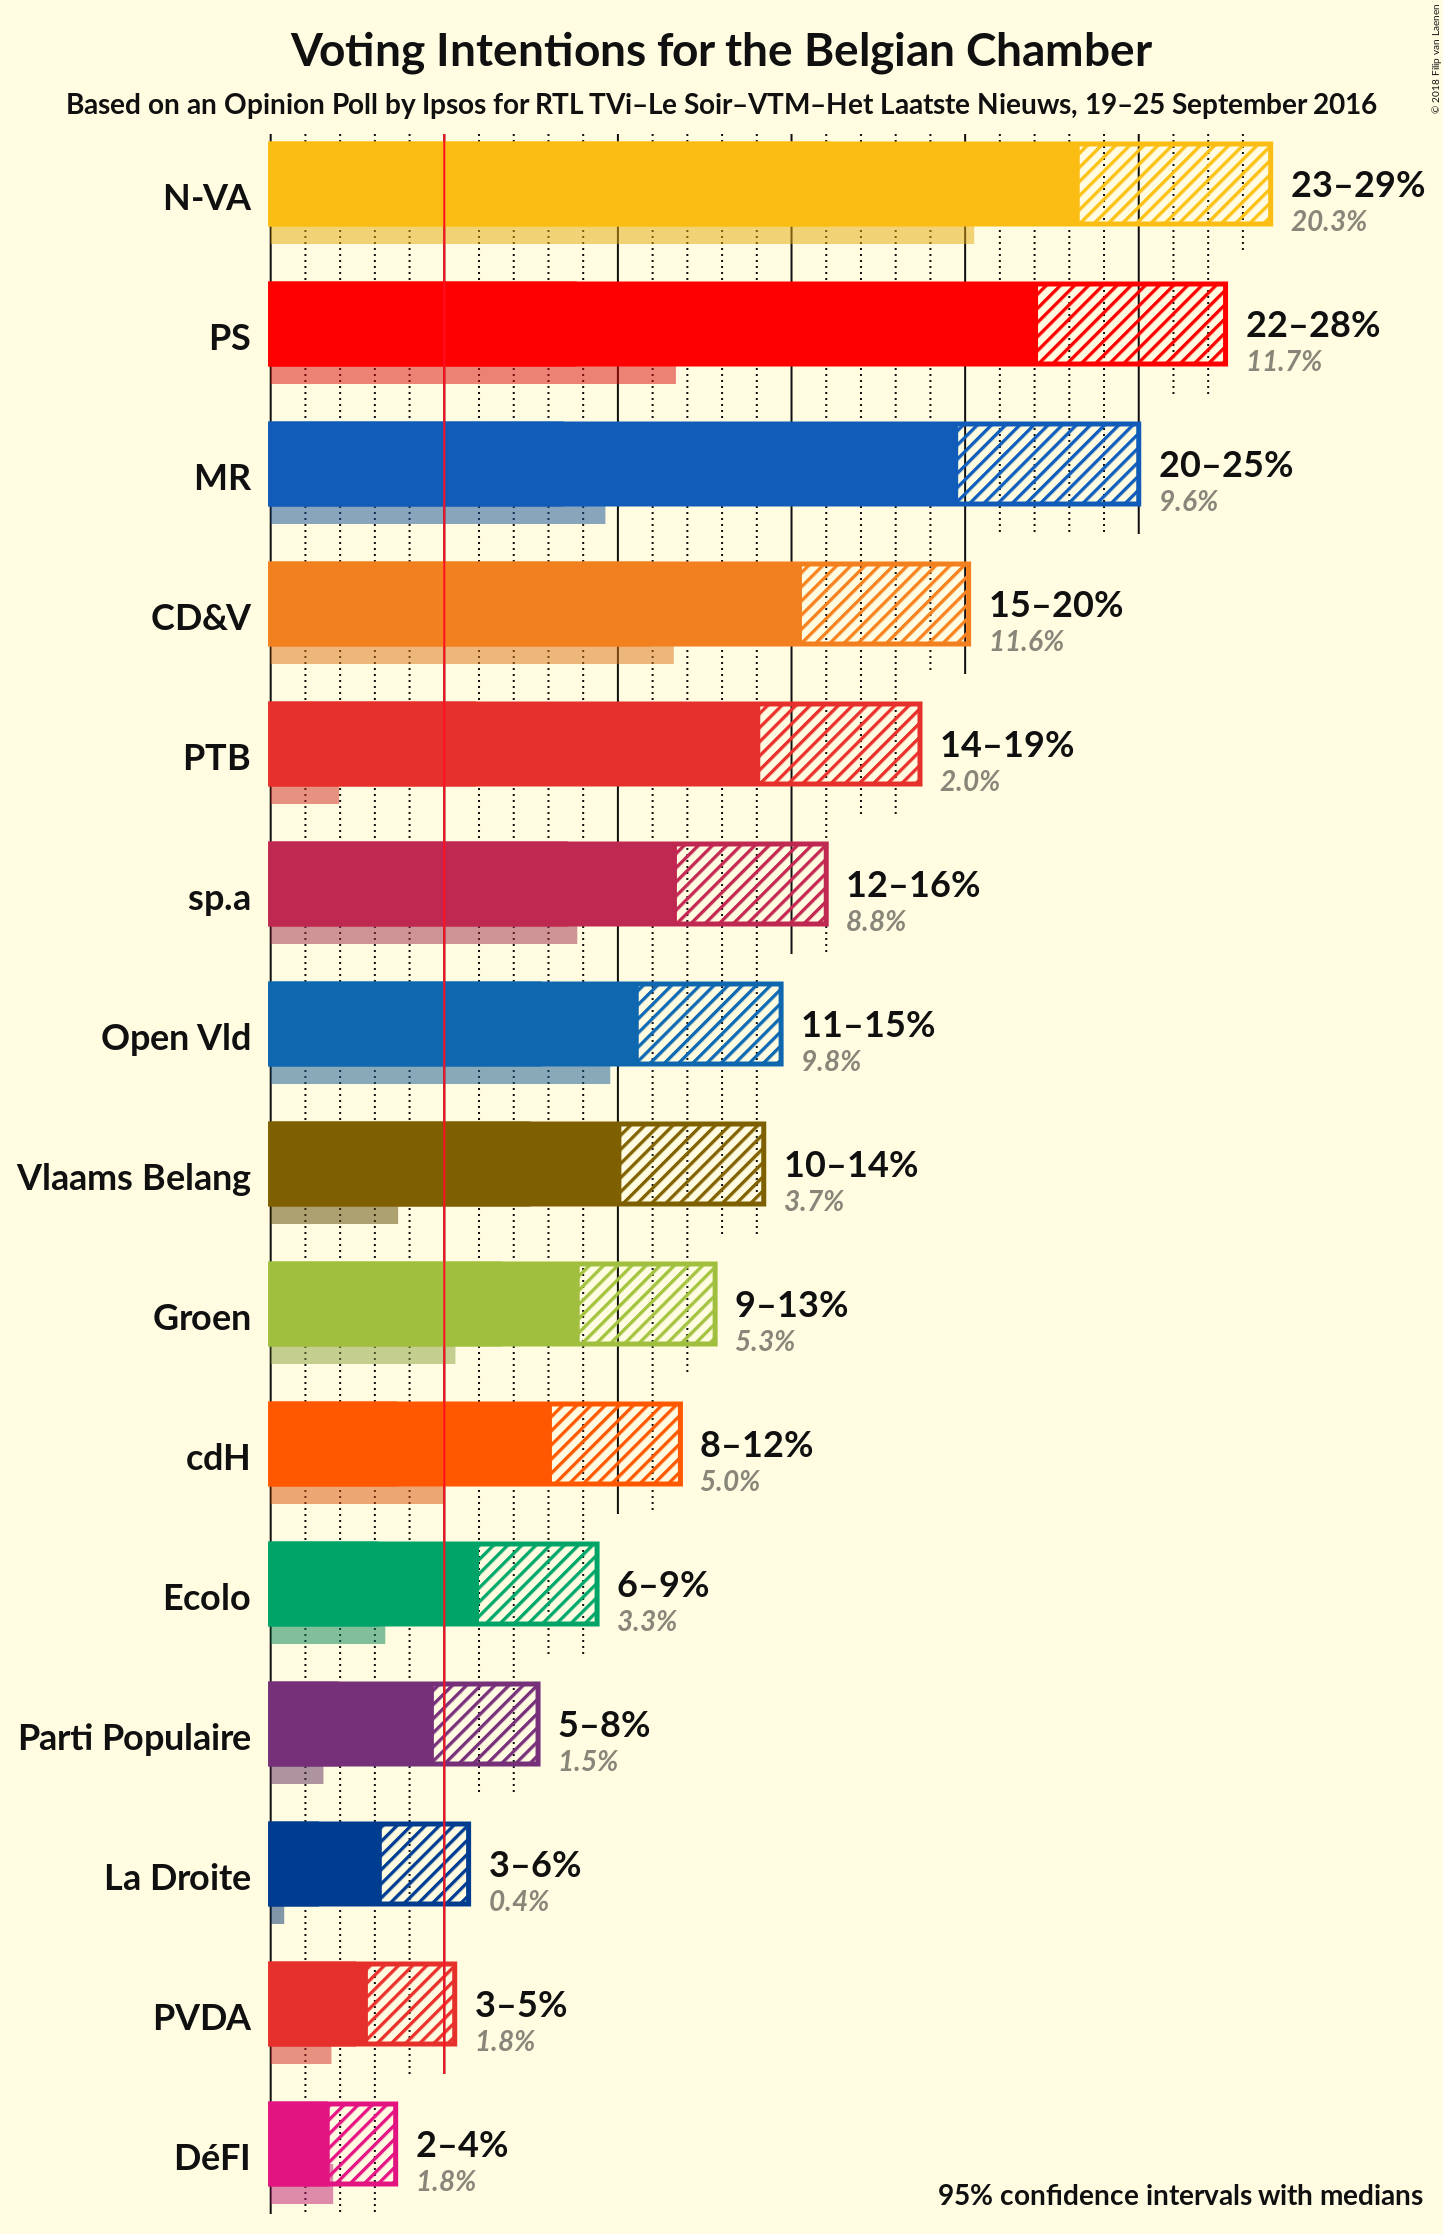 Voting Intentions for the Belgian Chamber
Based on an Opinion Poll by Ipsos for RTL TVi–Le Soir–VTM–Het Laatste Nieuws, 19–25 September 2016
© 2018 Filip van Laenen
N-VA
23–29%
20.3%
PS
22–28%
11.7%
MR
20–25%
9.6%
CD&V
15–20%
11.6%
PTB
14–19%
2.0%
sp.a
12–16%
8.8%
Open Vld
11–15%
9.8%
Vlaams Belang
10–14%
3.7%
Groen
9–13%
5.3%
cdH
8–12%
5.0%
Ecolo
6–9%
3.3%
Parti Populaire
5–8%
1.5%
La Droite
3–6%
0.4%
PVDA
3–5%
1.8%
DéFI
2–4%
1.8%
95% confidence intervals with medians